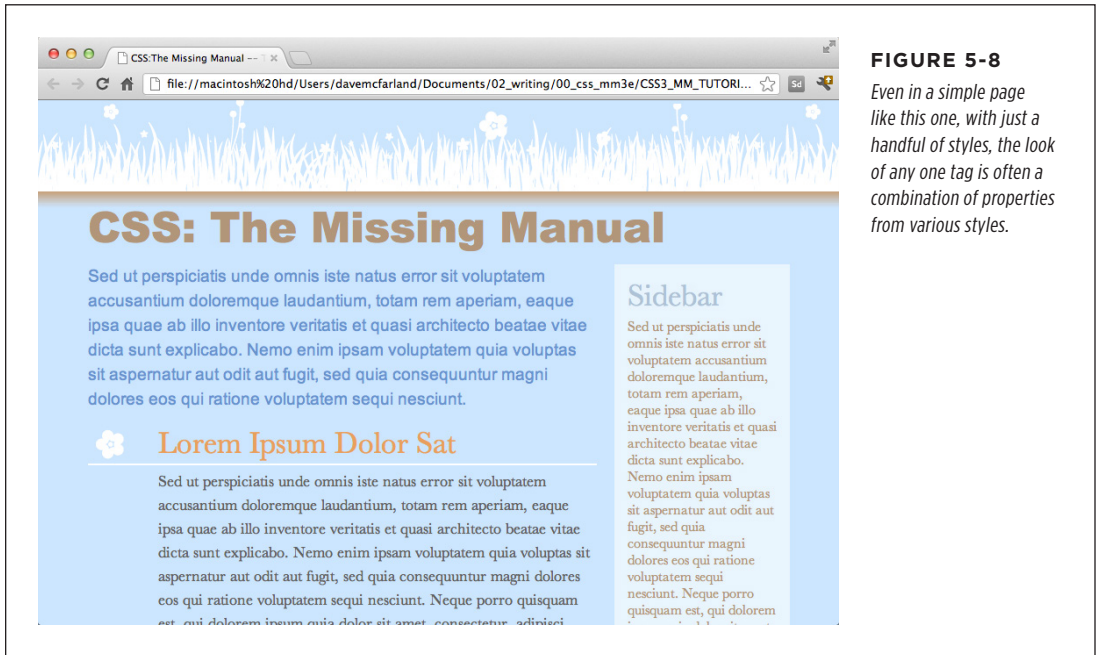 CSS:The Missing Manual -- T
file://macintosh%20hd/Users/davemcfarland/Documents/02_writing/00_css_mm3e/CSS3_MM_TUTORI...
Sd
CSS: The Missing Manual
Sed ut perspiciatis unde omnis iste natus error sit voluptatem
accusantium doloremque laudantium, totam rem aperiam, eaque
ipsa quae ab illo inventore veritatis et quasi architecto beatae vitae
dicta sunt explicabo. Nemo enim ipsam voluptatem quia voluptas
sit aspernatur aut odit aut fugit, sed quia consequuntur magni
dolores eos qui ratione voluptatem sequi nesciunt.
Lorem Ipsum Dolor Sat
Sed ut perspiciatis unde omnis iste natus error sit voluptatem
accusantium doloremque laudantium, totam rem aperiam, eaque
ipsa quae ab illo inventore veritatis et quasi architecto beatae vitae
dicta sunt explicabo. Nemo enim ipsam voluptatem quia voluptas sit
aspernatur aut odit aut fugit, sed quia consequuntur magni dolores
eos qui ratione voluptatem sequi nesciunt. Neque porro quisquam
est, qui dolorem ipsum quia dolor sit amet, consectetur, adipisci
Sidebar
Sed ut perspiciatis unde
omnis iste natus error sit
voluptatem accusantium
doloremque laudantium,
totam rem aperiam,
eaque ipsa quae ab illo
inventore veritatis et quasi
architecto beatae vitae
dicta sunt explicabo.
Nemo enim ipsam
voluptatem quia voluptas
sit aspernatur aut odit aut
fugit, sed quia
consequuntur magni
dolores eos qui ratione
voluptatem sequi
nesciunt. Neque porro
quisquam est, qui dolorem
FIGURE 5-8
Even in a simple page
like this one, with just a
handful of styles, the look
of any one tag is often a
combination of properties
from various styles.